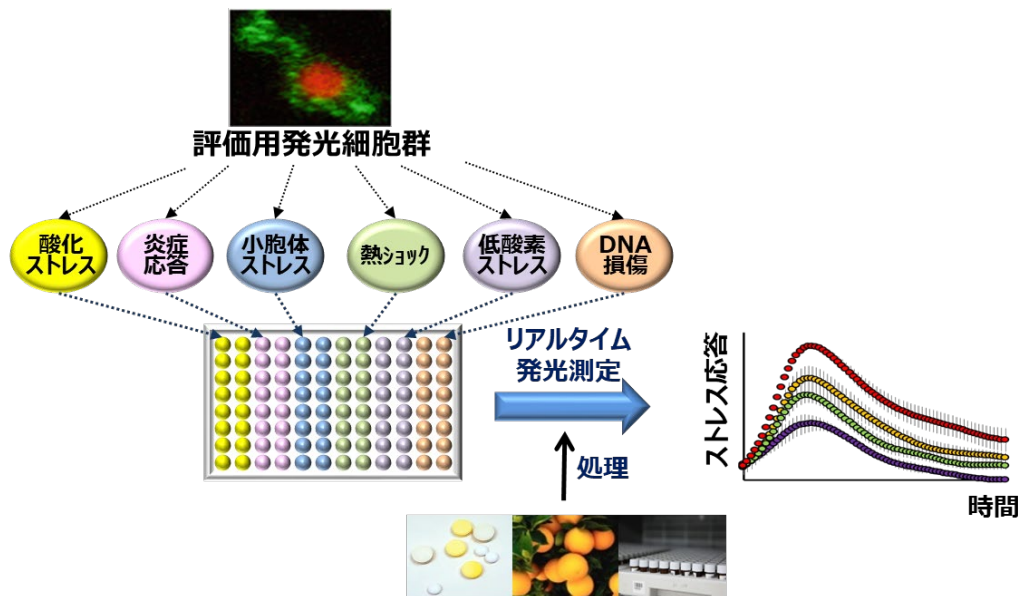 評価用発光細胞群
酸化
ストレス
炎症
応答
小胞体
ストレス
熱ショック
低酸素
ストレス
DNA
損傷
リアルタイム
発光測定
処理
ストレス応答
時間